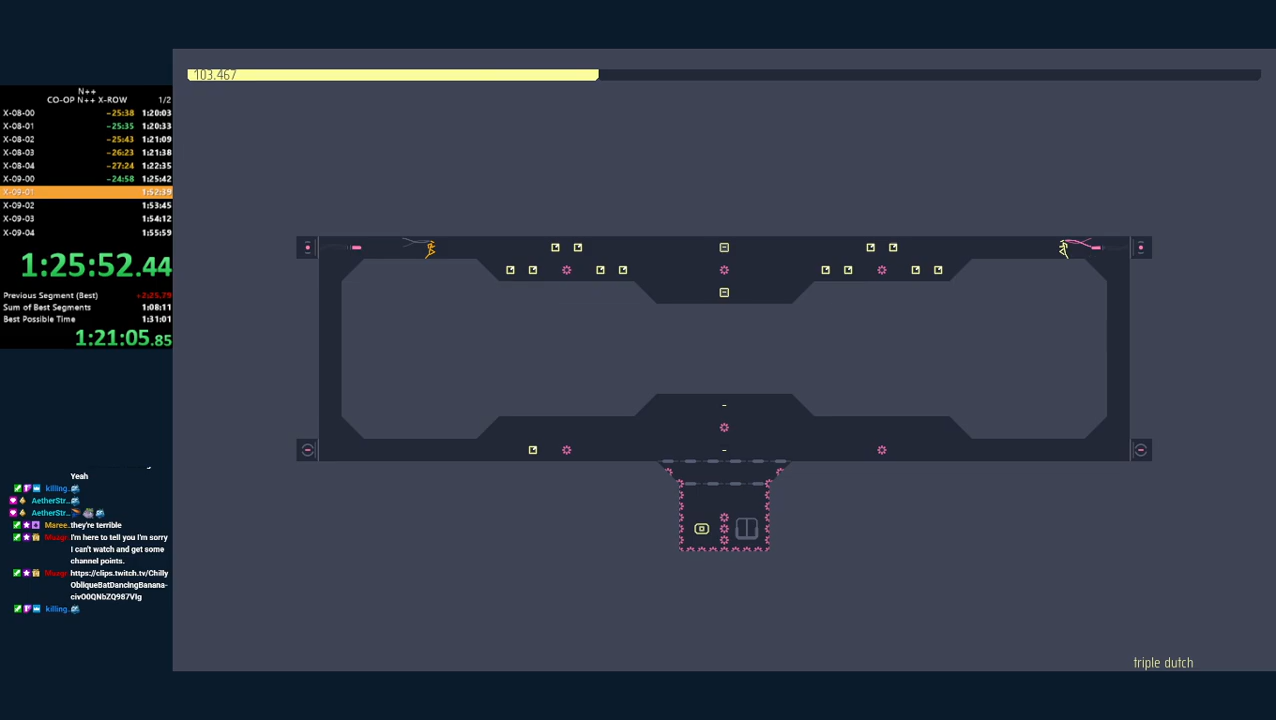 103.467
N++
CO-OP N++ X-ROW 1/2
X-08-00 −25:38 1:20:03
X-08-01 −25:35 1:20:33
X-08-02 −25:43 1:21:09
X-08-03 −26:23 1:21:38
X-08-04 −27:24 1:22:35
X-09-00 −24:58 1:25:42
X-09-01 1:52:39
X-09-02 1:53:45
X-09-03 1:54:12
X-09-04 1:55:59
1:25:52.44
Previous Segment (Best) +2:25.79
Sum of Best Segments 1:08:11
Best Possible Time 1:31:01
1:21:05.85
Yeah
killing..
AetherStr..
AetherStr..
Maree.. they're terrible
I'm here to tell you I'm sorry
I can't watch and get some
channel points.
https://clips.twitch.tv/Chilly
ObliqueBatDancingBanana-
civO0QNbZQ987VIg
killing..
triple dutch